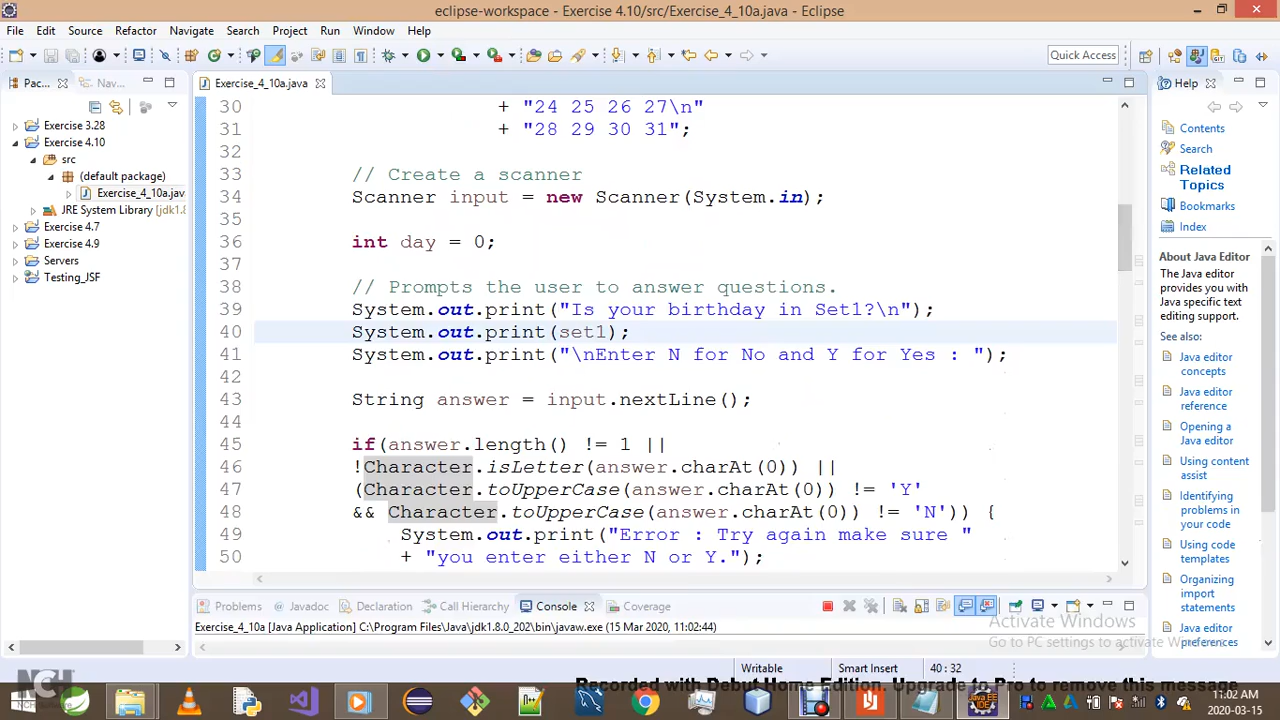 eclipse-workspace - Exercise 4.10/src/Exercise_4_10a.java - Eclipse
File Edit Source Refactor Navigate Search Project Run Window Help
Quick Access
Pac... Nav... Exercise_4_10a.java Help
Exercise 3.28
Exercise 4.10
src
(default package)
Exercise_4_10a.jav
JRE System Library [jdk1.8
Exercise 4.7
Exercise 4.9
Servers
Testing_JSF
30 + "24 25 26 27\n"
31 + "28 29 30 31";
32
33 // Create a scanner
34 Scanner input = new Scanner(System.in);
35
36 int day = 0;
37
38 // Prompts the user to answer questions.
39 System.out.print("Is your birthday in Set1?\n");
40 System.out.print(set1);
41 System.out.print("\nEnter N for No and Y for Yes : ");
42
43 String answer = input.nextLine();
44
45 if(answer.length() != 1 ||
46 !Character.isLetter(answer.charAt(0)) ||
47 (Character.toUpperCase(answer.charAt(0)) != 'Y'
48 && Character.toUpperCase(answer.charAt(0)) != 'N')) {
49 System.out.print("Error : Try again make sure "
50 + "you enter either N or Y.");
Contents
Search
Related
Topics
Bookmarks
Index
About Java Editor
The Java editor
provides you with
Java specific text
editing support.
See also:
Java editor
concepts
Java editor
reference
Opening a
Java editor
Using content
assist
Identifying
problems in
your code
Using code
templates
Organizing
import
statements
Java editor
preferences
Problems Javadoc Declaration Call Hierarchy Console Coverage
Exercise_4_10a [Java Application] C:\Program Files\Java\jdk1.8.0_202\bin\javaw.exe (15 Mar 2020, 11:02:44)
Activate Windows
Go to PC settings to activate Windows.
Writable Smart Insert 40 : 32
NCH
Recorded with Debut Home Edition. Upgrade to Pro to remove this message
11:02 AM
2020-03-15